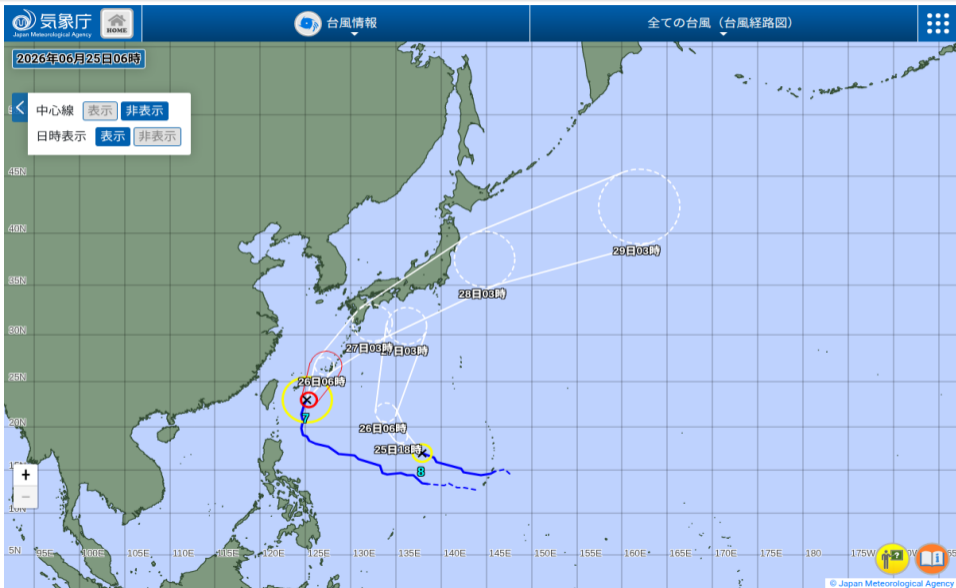 気象庁
Japan Meteorological Agency
HOME
台風情報
全ての台風（台風経路図）
2026年06月25日06時
中心線 表示 非表示
日時表示 表示 非表示
45N
40N
35N
30N
25N
20N
15N
10N
5N
29日03時
28日03時
27日03時
27日03時
26日06時
7
26日06時
25日18時
8
+
−
95E 100E 105E 110E 115E 120E 125E 130E 135E 140E 145E 150E 155E 160E 165E 170E 175E 180 175W
© Japan Meteorological Agency